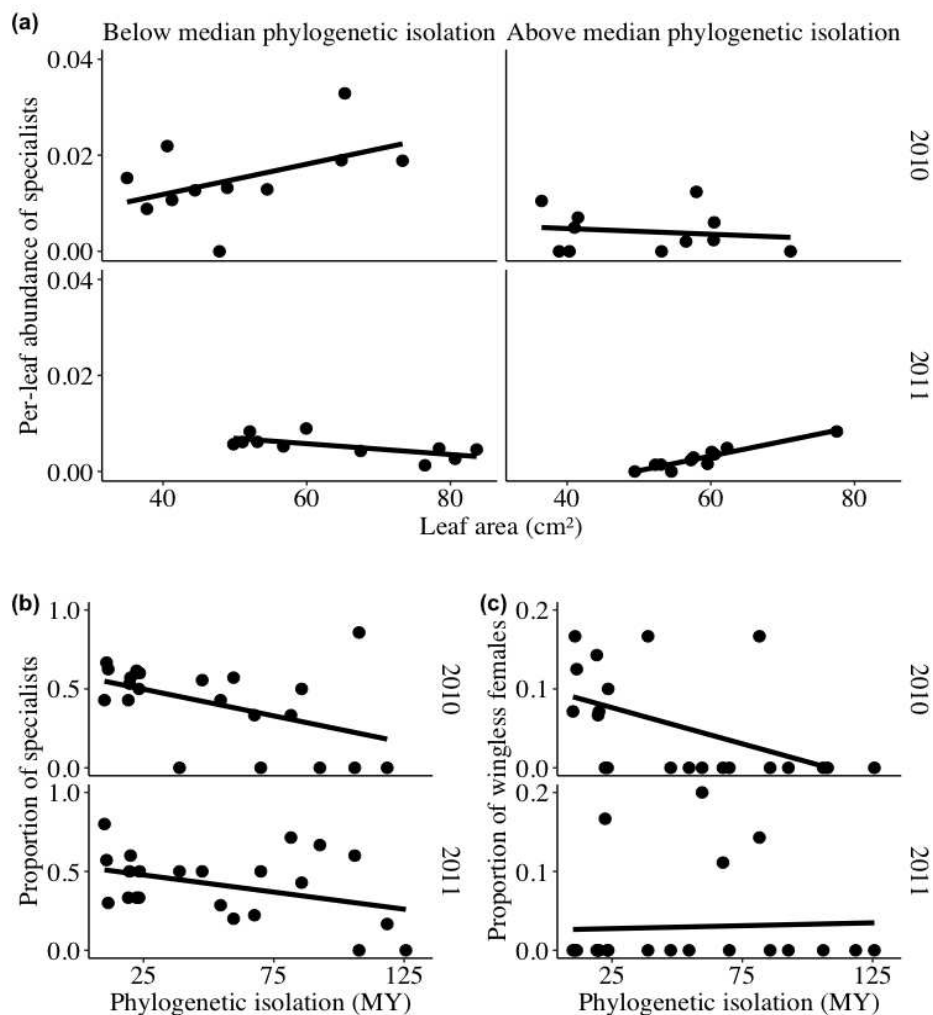 (a)
Below median phylogenetic isolation Above median phylogenetic isolation
Per-leaf abundance of specialists
0.04
0.02
0.00
2010
0.04
0.02
0.00
2011
40 60 80 40 60 80
Leaf area (cm²)
(b)
Proportion of specialists
1.0
0.5
0.0
2010
1.0
0.5
0.0
2011
25 75 125
Phylogenetic isolation (MY)
(c)
Proportion of wingless females
0.2
0.1
0.0
2010
0.2
0.1
0.0
2011
25 75 125
Phylogenetic isolation (MY)